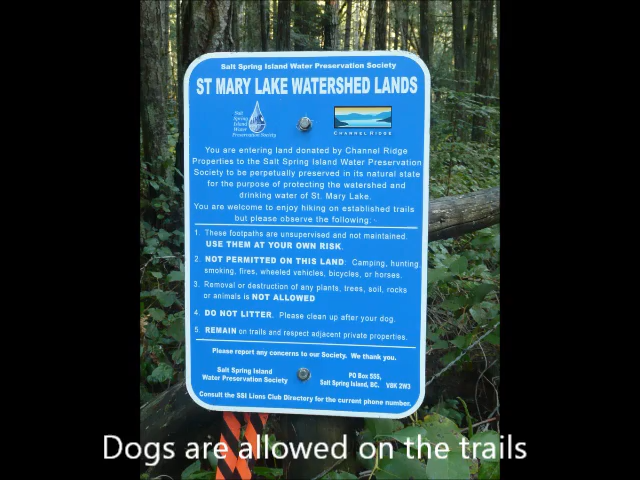 Salt Spring Island Water Preservation Society
ST MARY LAKE WATERSHED LANDS
Salt
Spring
Island
Water
Preservation Society
CHANNEL RIDGE
You are entering land donated by Channel Ridge
Properties to the Salt Spring Island Water Preservation
Society to be perpetually preserved in its natural state
for the purpose of protecting the watershed and
drinking water of St. Mary Lake.
You are welcome to enjoy hiking on established trails
but please observe the following:
1. These footpaths are unsupervised and not maintained.
USE THEM AT YOUR OWN RISK.
2. NOT PERMITTED ON THIS LAND: Camping, hunting,
smoking, fires, wheeled vehicles, bicycles, or horses.
3. Removal or destruction of any plants, trees, soil, rocks
or animals is NOT ALLOWED
4. DO NOT LITTER. Please clean up after your dog.
5. REMAIN on trails and respect adjacent private properties.
Please report any concerns to our Society. We thank you.
Salt Spring Island
Water Preservation Society
PO Box 555,
Salt Spring Island, BC. V8K 2W3
Consult the SSI Lions Club Directory for the current phone number.
Dogs are allowed on the trails